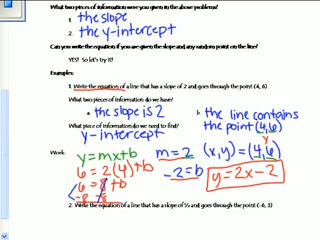 What two pieces of information were you given in the above problems?
1. the slope
2. the y-intercept
Can you write the equation if you are given the slope and any random point on the line?
YES! So let's try it!
Examples:
1. Write the equation of a line that has a slope of 2 and goes through the point (4, 6).
What two pieces of information do we have?
• the slope is 2
• the line contains the point (4,6)
What piece of information do we need to find?
y-intercept
x y
Work:
y=mx+b
m=2
(x,y)=(4,6)
6=2(4)+b
-2=b
y=2x-2
6=8+b
-8 -8
2. Write the equation of a line that has a slope of ⅓ and goes through the point (-6, 3)